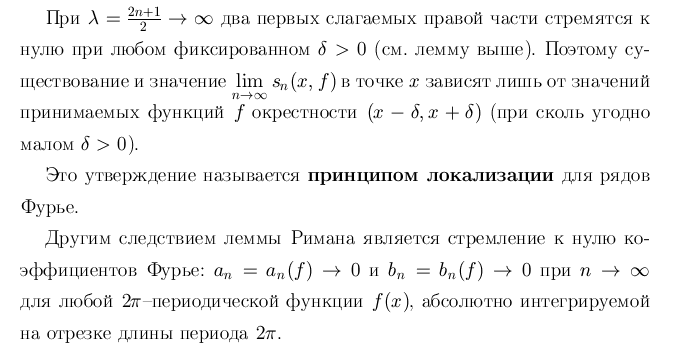 При λ = \frac{2n+1}{2} → ∞ два первых слагаемых правой части стремятся к
нулю при любом фиксированном δ > 0 (см. лемму выше). Поэтому су-
ществование и значение \lim_{n→∞} s_n(x, f) в точке x зависят лишь от значений
принимаемых функций f окрестности (x − δ, x + δ) (при сколь угодно
малом δ > 0).
Это утверждение называется принципом локализации для рядов
Фурье.
Другим следствием леммы Римана является стремление к нулю ко-
эффициентов Фурье: a_n = a_n(f) → 0 и b_n = b_n(f) → 0 при n → ∞
для любой 2π–периодической функции f(x), абсолютно интегрируемой
на отрезке длины периода 2π.